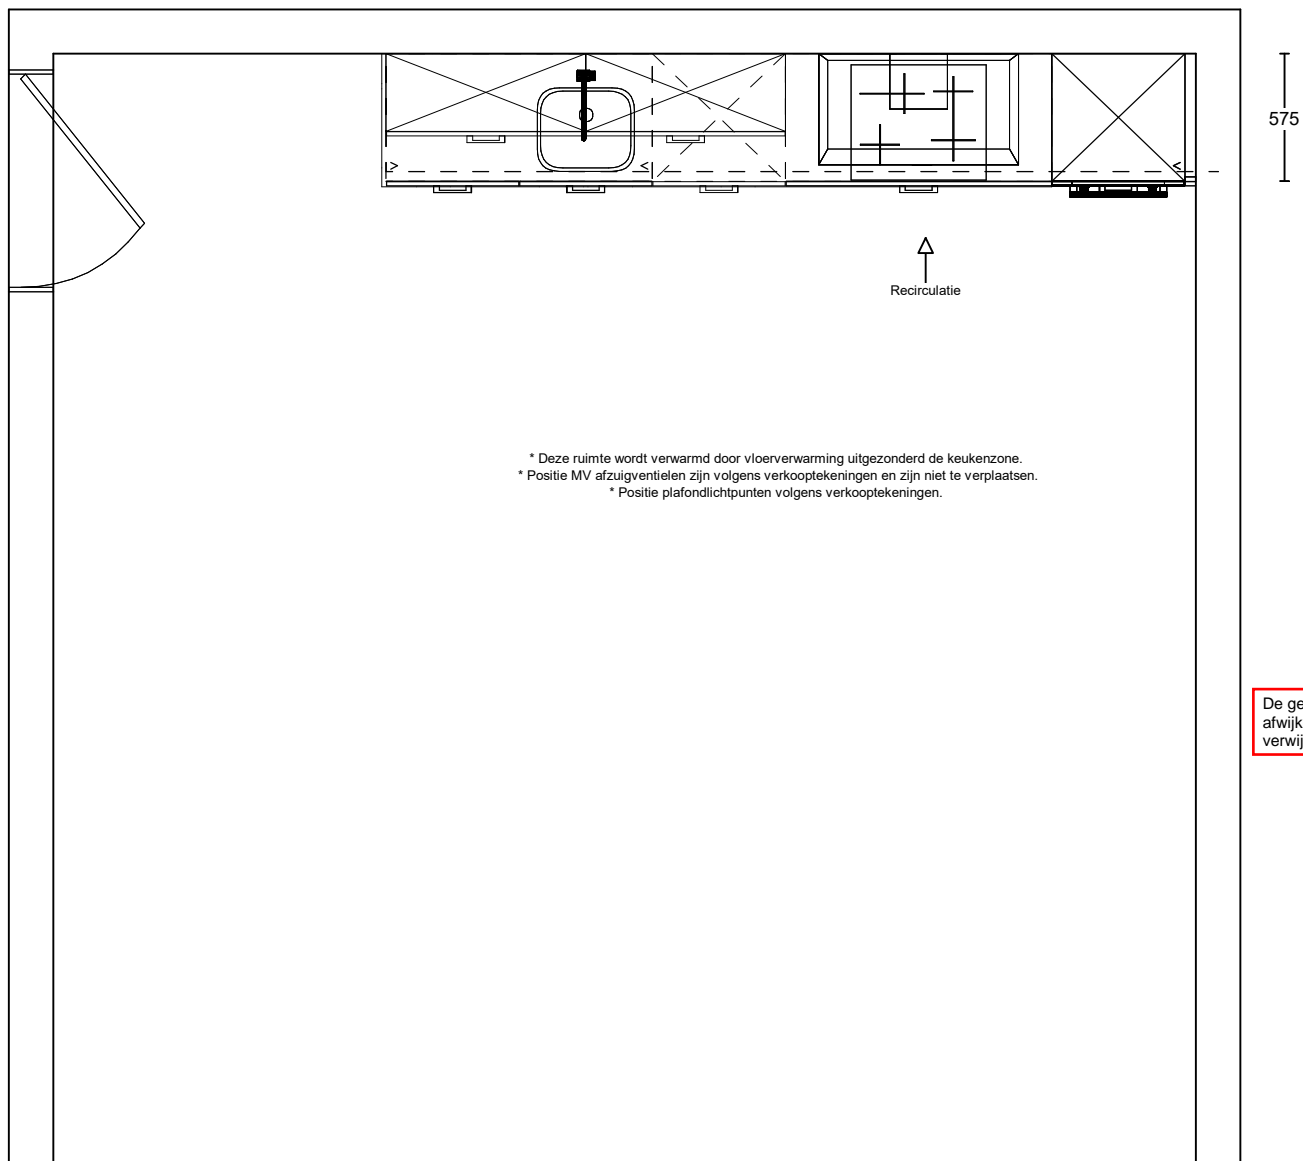 575
Recirculatie
* Deze ruimte wordt verwarmd door vloerverwarming uitgezonderd de keukenzone.
* Positie MV afzuigventielen zijn volgens verkooptekeningen en zijn niet te verplaatsen.
* Positie plafondlichtpunten volgens verkooptekeningen.
De ge
afwijk
verwij